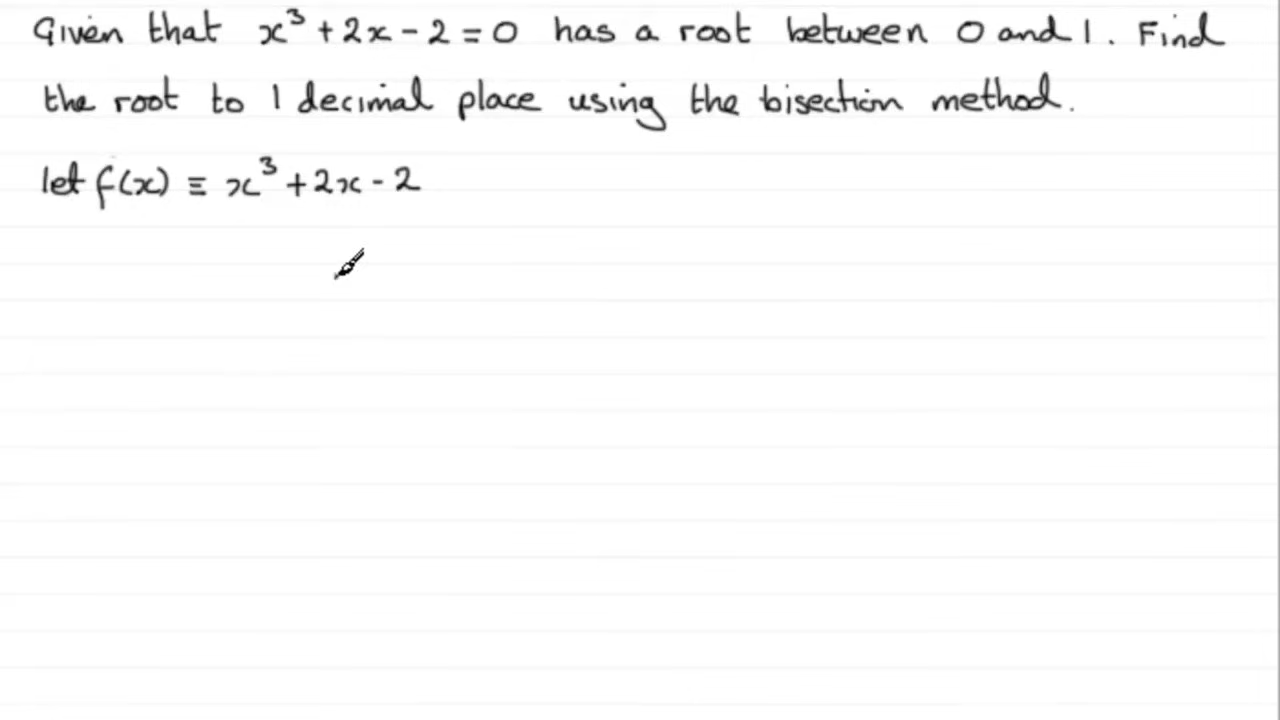 Given that x³ + 2x - 2 = 0 has a root between 0 and 1. Find
the root to 1 decimal place using the bisection method.
let f(x) ≡ x³ + 2x - 2